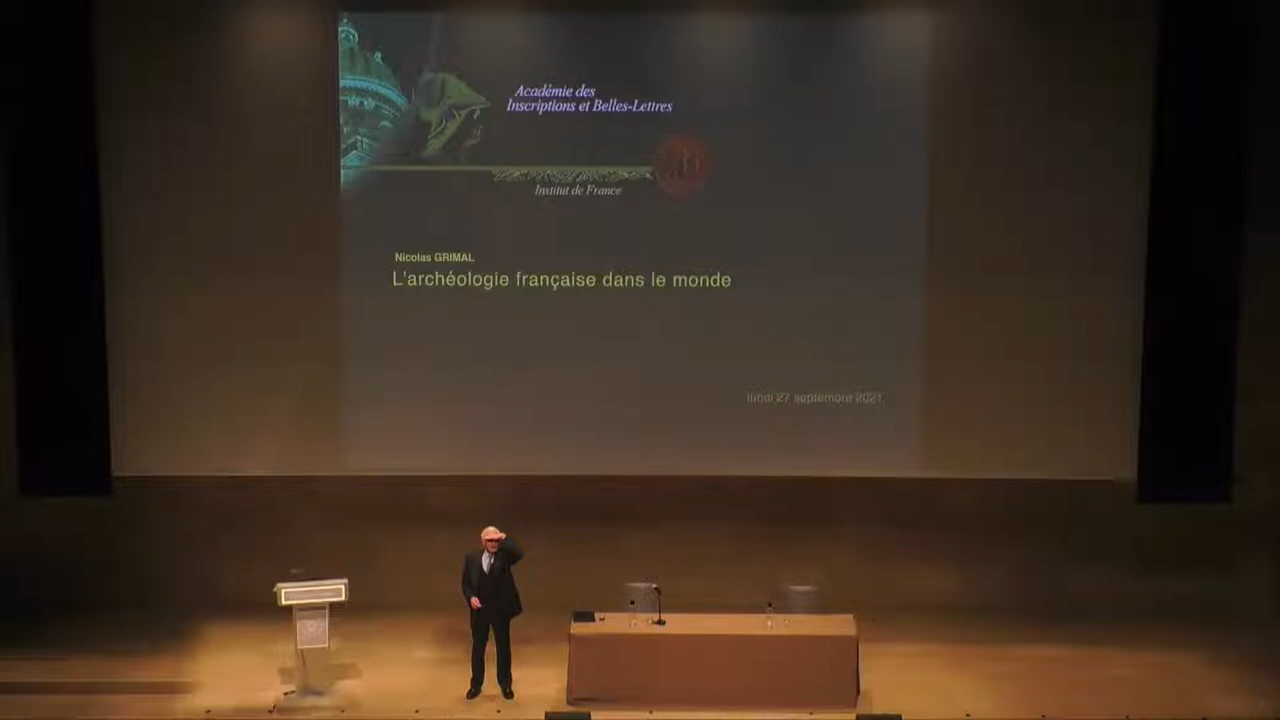 Académie des
Inscriptions et Belles-Lettres
Institut de France
Nicolas GRIMAL
L'archéologie française dans le monde
lundi 27 septembre 2021